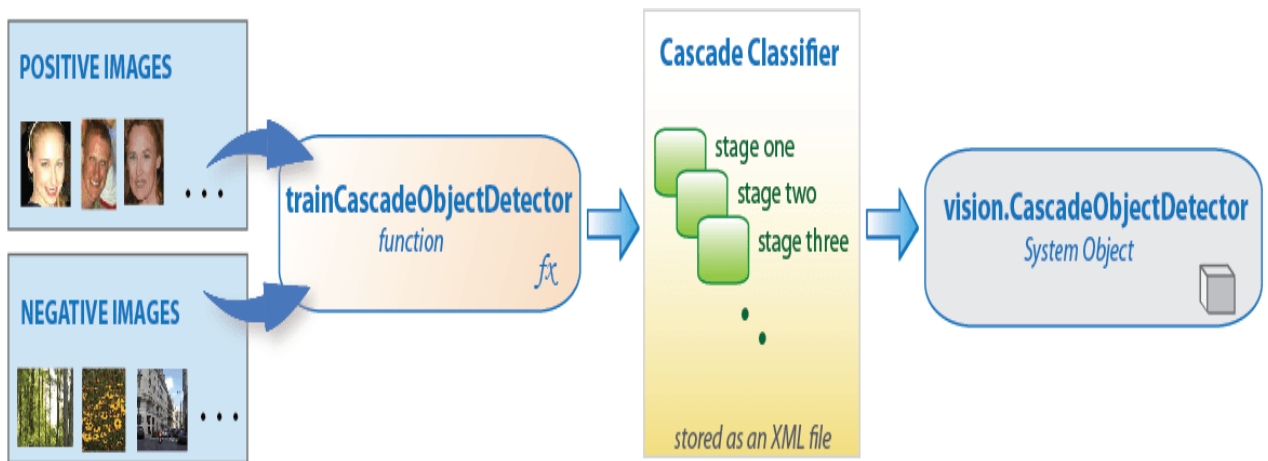 POSITIVE IMAGES
. . .
NEGATIVE IMAGES
. . .
trainCascadeObjectDetector
function
fx
Cascade Classifier
stage one
stage two
stage three
stored as an XML file
vision.CascadeObjectDetector
System Object